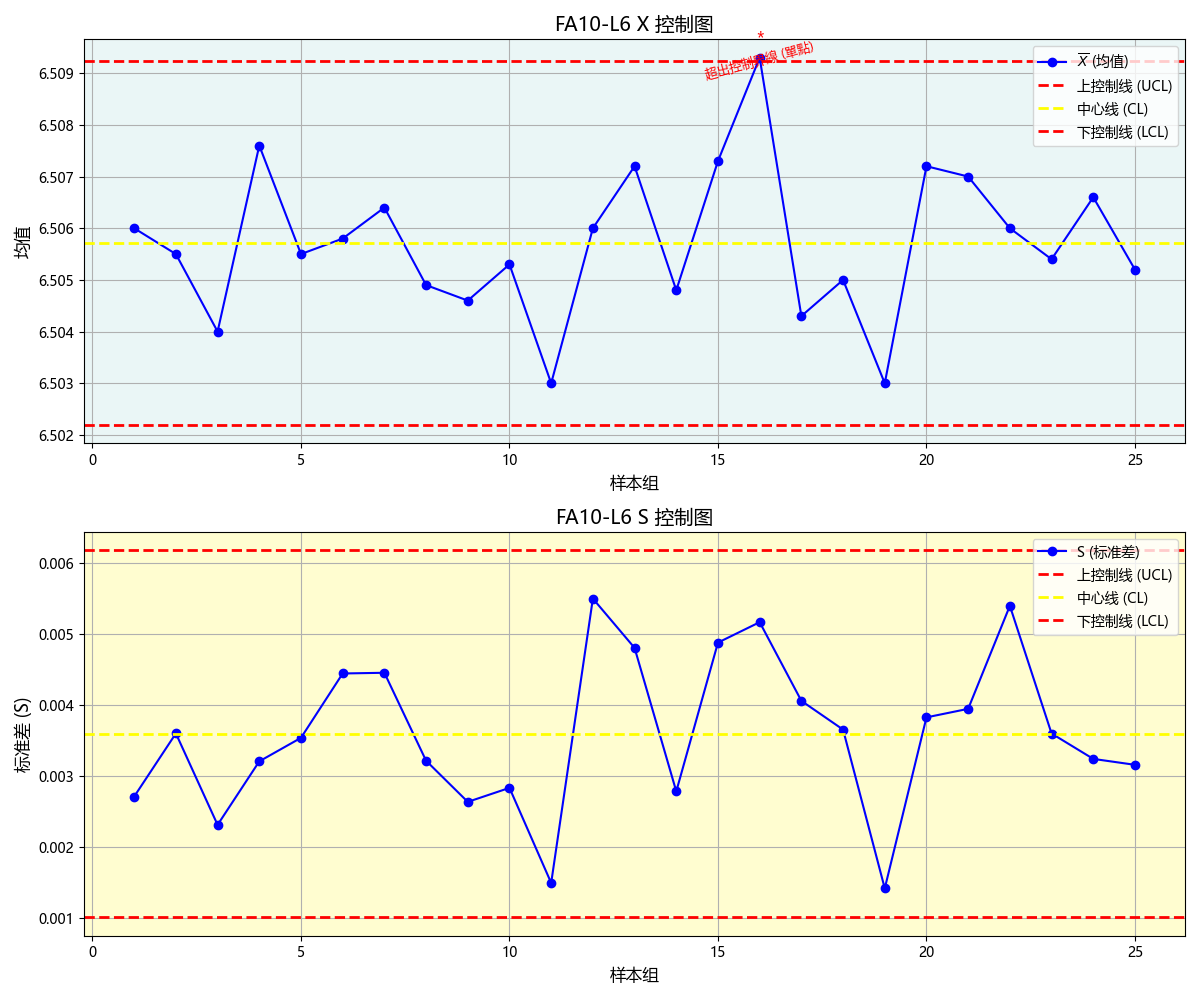 FA10-L6 X 控制图
*
超出控制界線 (單點)
X (均值)
上控制线 (UCL)
中心线 (CL)
下控制线 (LCL)
均值
6.509
6.508
6.507
6.506
6.505
6.504
6.503
6.502
0
5
10
15
20
25
样本组
FA10-L6 S 控制图
S (标准差)
上控制线 (UCL)
中心线 (CL)
下控制线 (LCL)
标准差 (S)
0.006
0.005
0.004
0.003
0.002
0.001
0
5
10
15
20
25
样本组